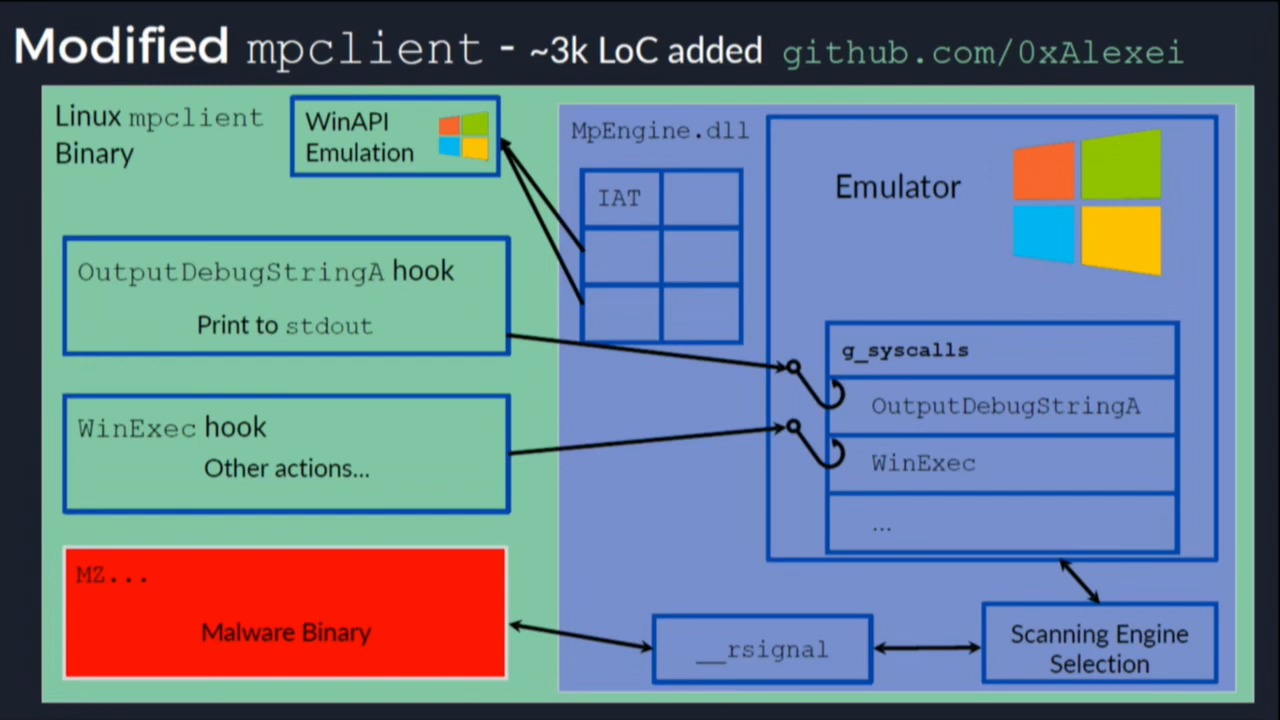 Modified mpclient - ~3k LoC added github.com/0xAlexei
Linux mpclient
Binary
WinAPI
Emulation
OutputDebugStringA hook
Print to stdout
WinExec hook
Other actions...
MZ...
Malware Binary
MpEngine.dll
IAT
Emulator
g_syscalls
OutputDebugStringA
WinExec
...
__rsignal
Scanning Engine
Selection